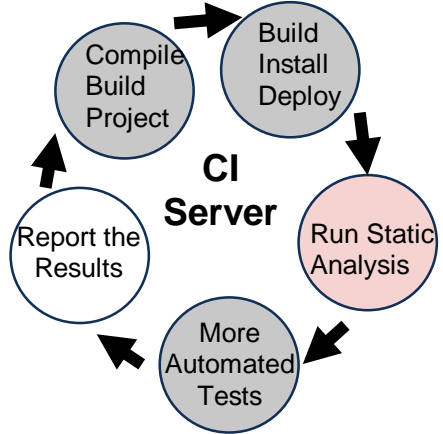 Compile
Build
Project
Build
Install
Deploy
CI
Server
Run Static
Analysis
More
Automated
Tests
Report the
Results